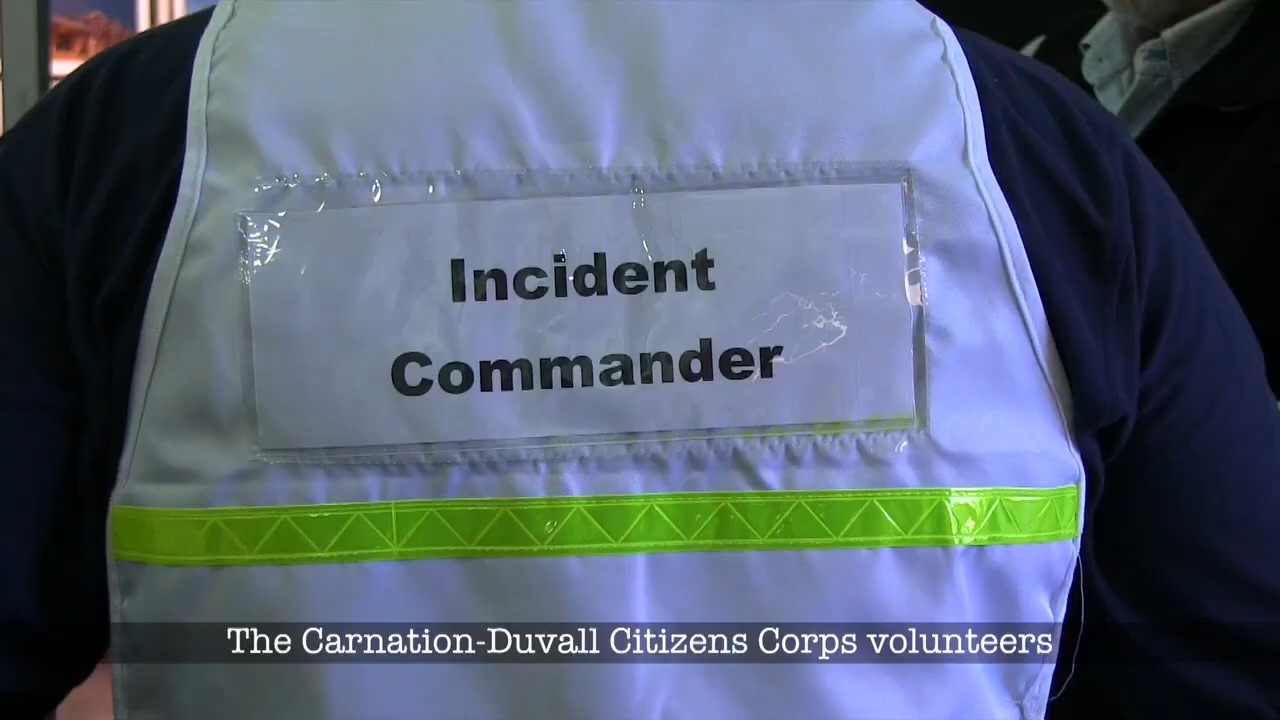 Incident
Commander
The Carnation-Duvall Citizens Corps volunteers